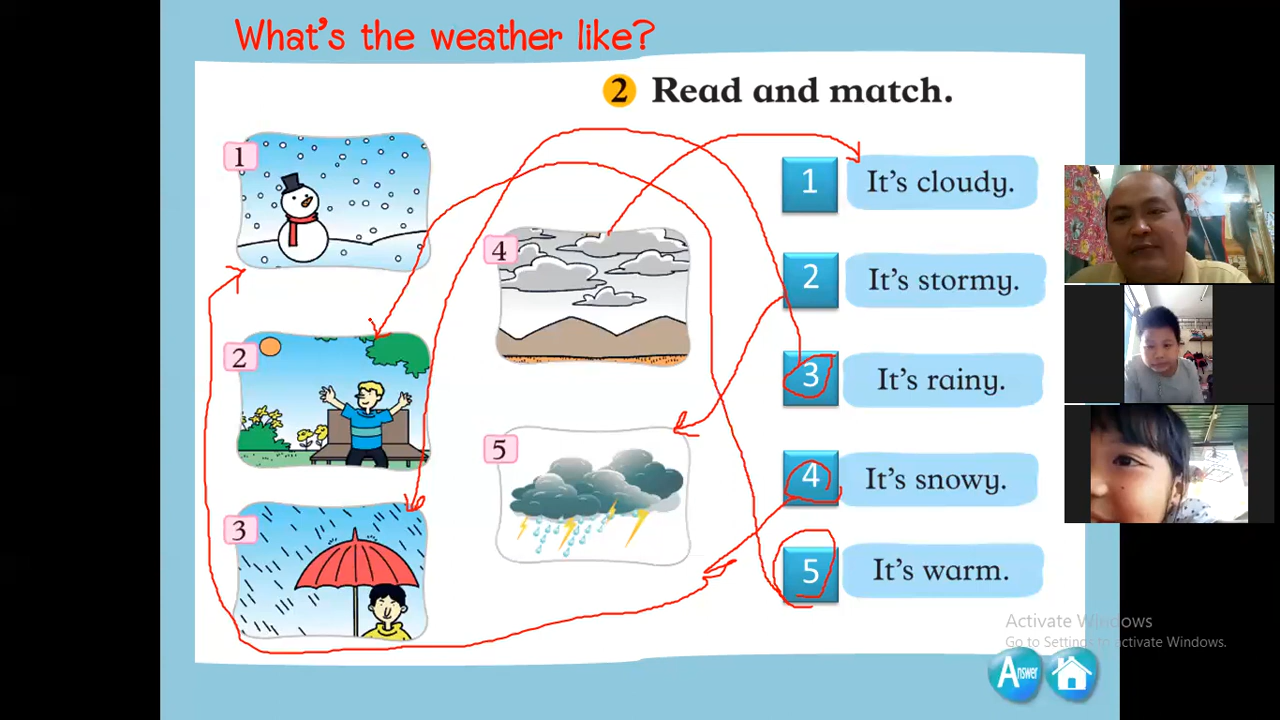 What's the weather like?
2 Read and match.
1
2
3
4
5
1 It's cloudy.
2 It's stormy.
3 It's rainy.
4 It's snowy.
5 It's warm.
Activate Windows
Go to Settings to activate Windows.
Answer